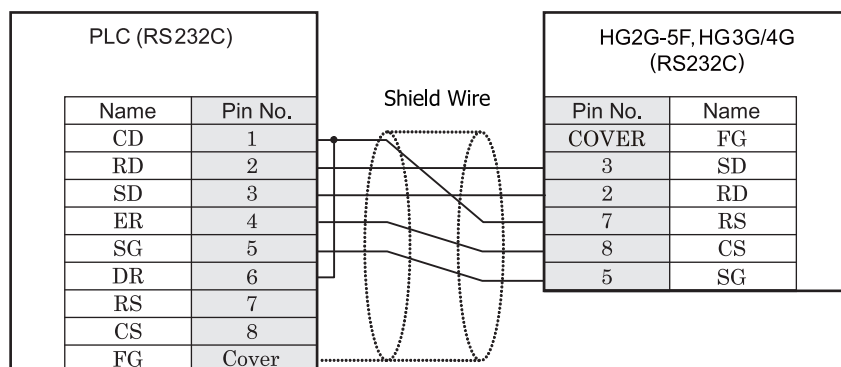 PLC (RS232C)
Name Pin No.
CD 1
RD 2
SD 3
ER 4
SG 5
DR 6
RS 7
CS 8
FG Cover
Shield Wire
HG2G-5F, HG3G/4G
(RS232C)
Pin No. Name
COVER FG
3 SD
2 RD
7 RS
8 CS
5 SG